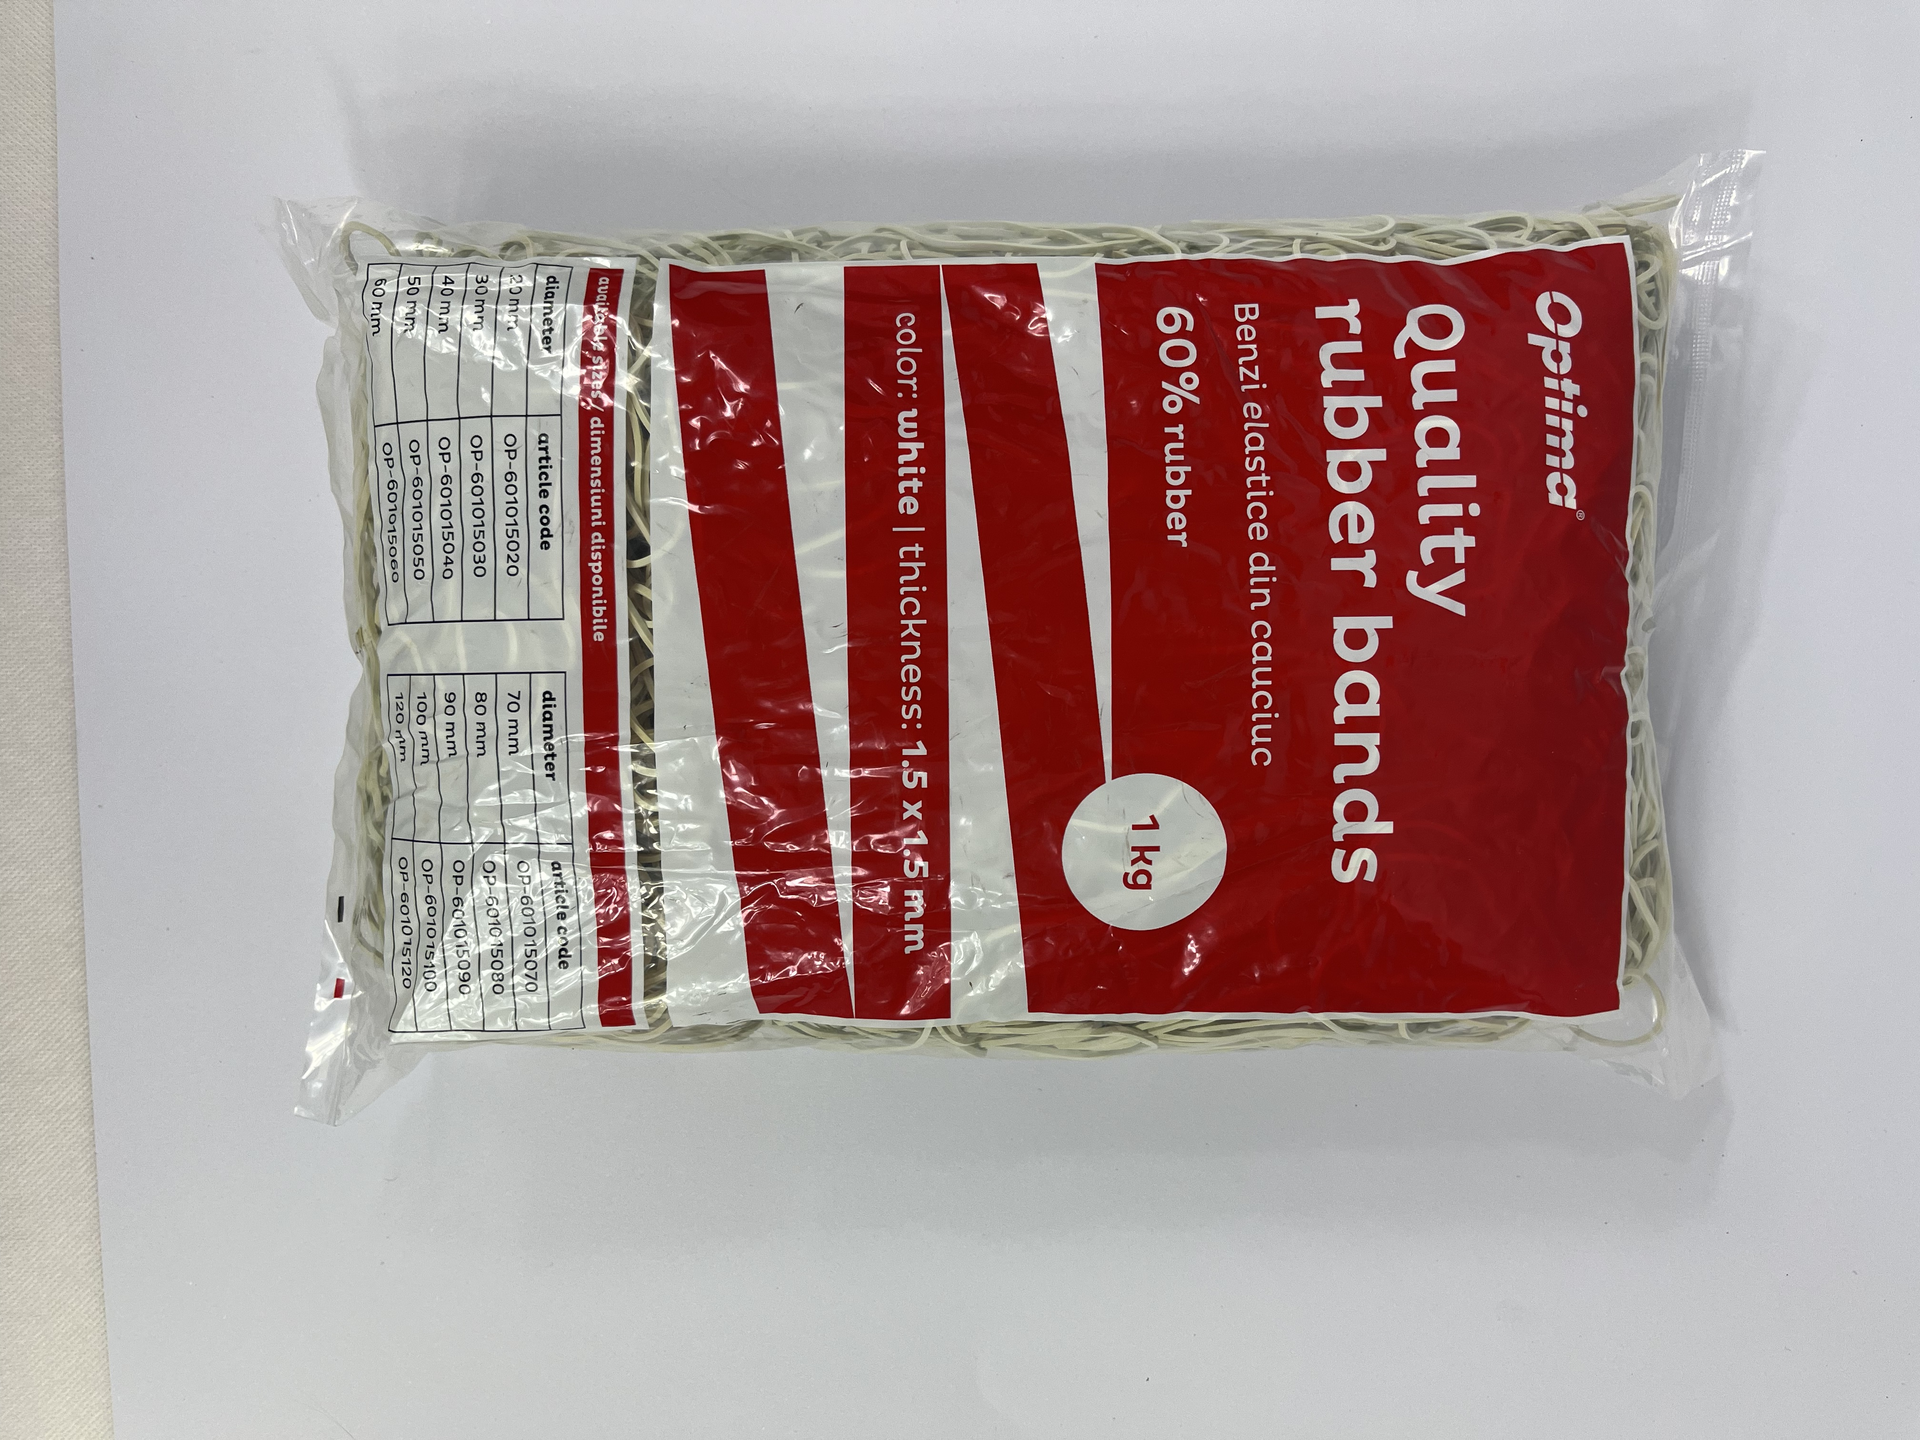 Optima®
Quality
rubber bands
Benzi elastice din cauciuc
60% rubber
1 kg
color: white | thickness: 1.5 x 1.5 mm
available sizes / dimensiuni disponibile
diameter article code
20 mm OP-601015020
30 mm OP-601015030
40 mm OP-601015040
50 mm OP-601015050
60 mm OP-601015060
diameter article code
70 mm OP-601015070
80 mm OP-601015080
90 mm OP-601015090
100 mm OP-601015100
120 mm OP-601015120